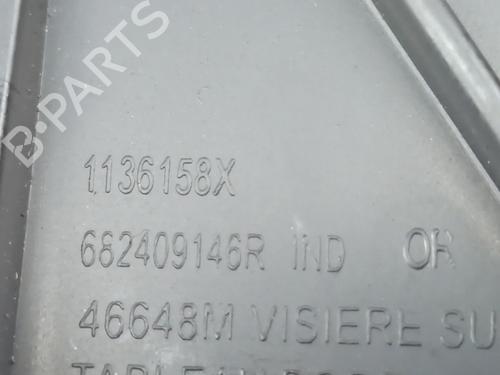 B-PARTS
1136158X
682409146R IND OR
46648M VISIERE SU